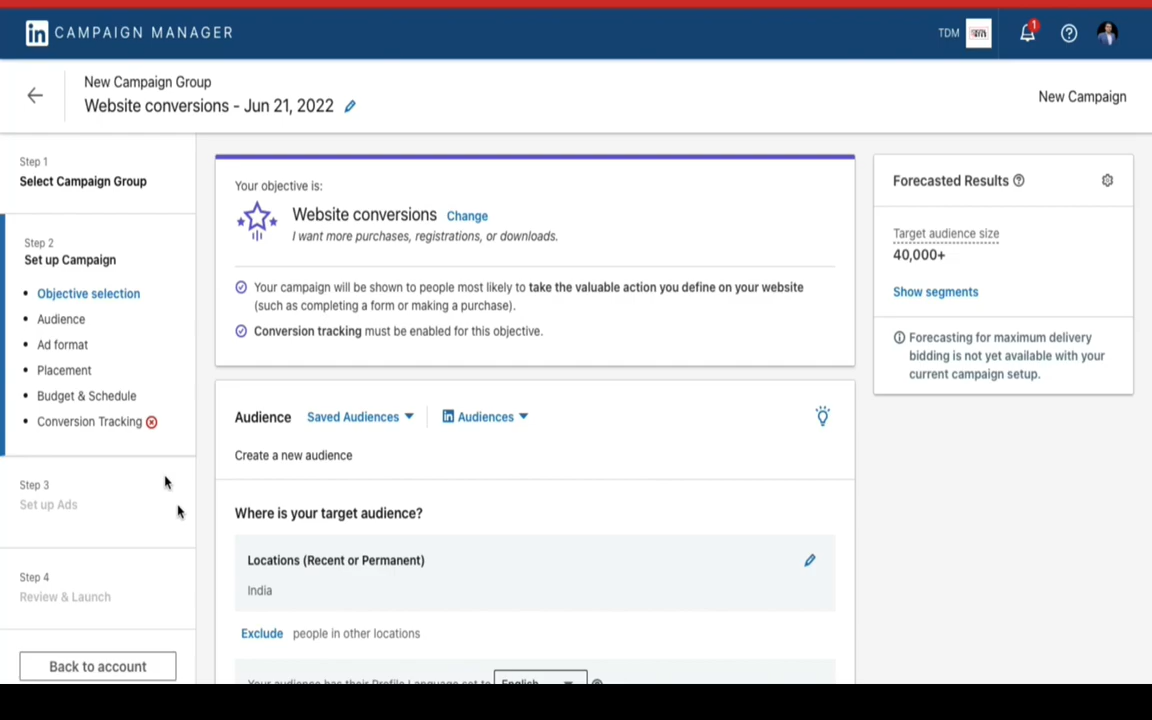 in CAMPAIGN MANAGER
TDM
1
New Campaign Group
Website conversions - Jun 21, 2022
New Campaign
Step 1
Select Campaign Group
Step 2
Set up Campaign
• Objective selection
• Audience
• Ad format
• Placement
• Budget & Schedule
• Conversion Tracking
Step 3
Set up Ads
Step 4
Review & Launch
Back to account
Your objective is:
Website conversions Change
I want more purchases, registrations, or downloads.
Your campaign will be shown to people most likely to take the valuable action you define on your website
(such as completing a form or making a purchase).
Conversion tracking must be enabled for this objective.
Audience Saved Audiences in Audiences
Create a new audience
Where is your target audience?
Locations (Recent or Permanent)
India
Exclude people in other locations
Your audience has their Profile Language set to English
Forecasted Results
Target audience size
40,000+
Show segments
Forecasting for maximum delivery
bidding is not yet available with your
current campaign setup.